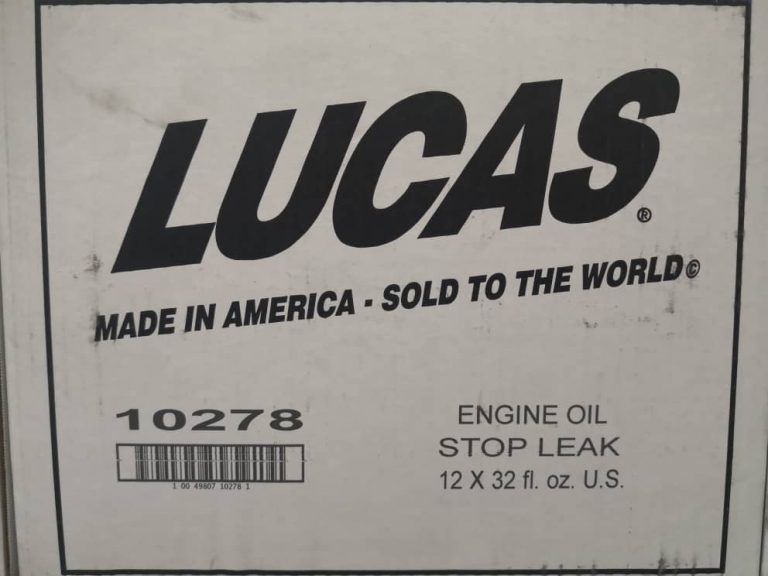 LUCAS®
MADE IN AMERICA - SOLD TO THE WORLD©
10278
1 00 49807 10278 1
ENGINE OIL
STOP LEAK
12 X 32 fl. oz. U.S.